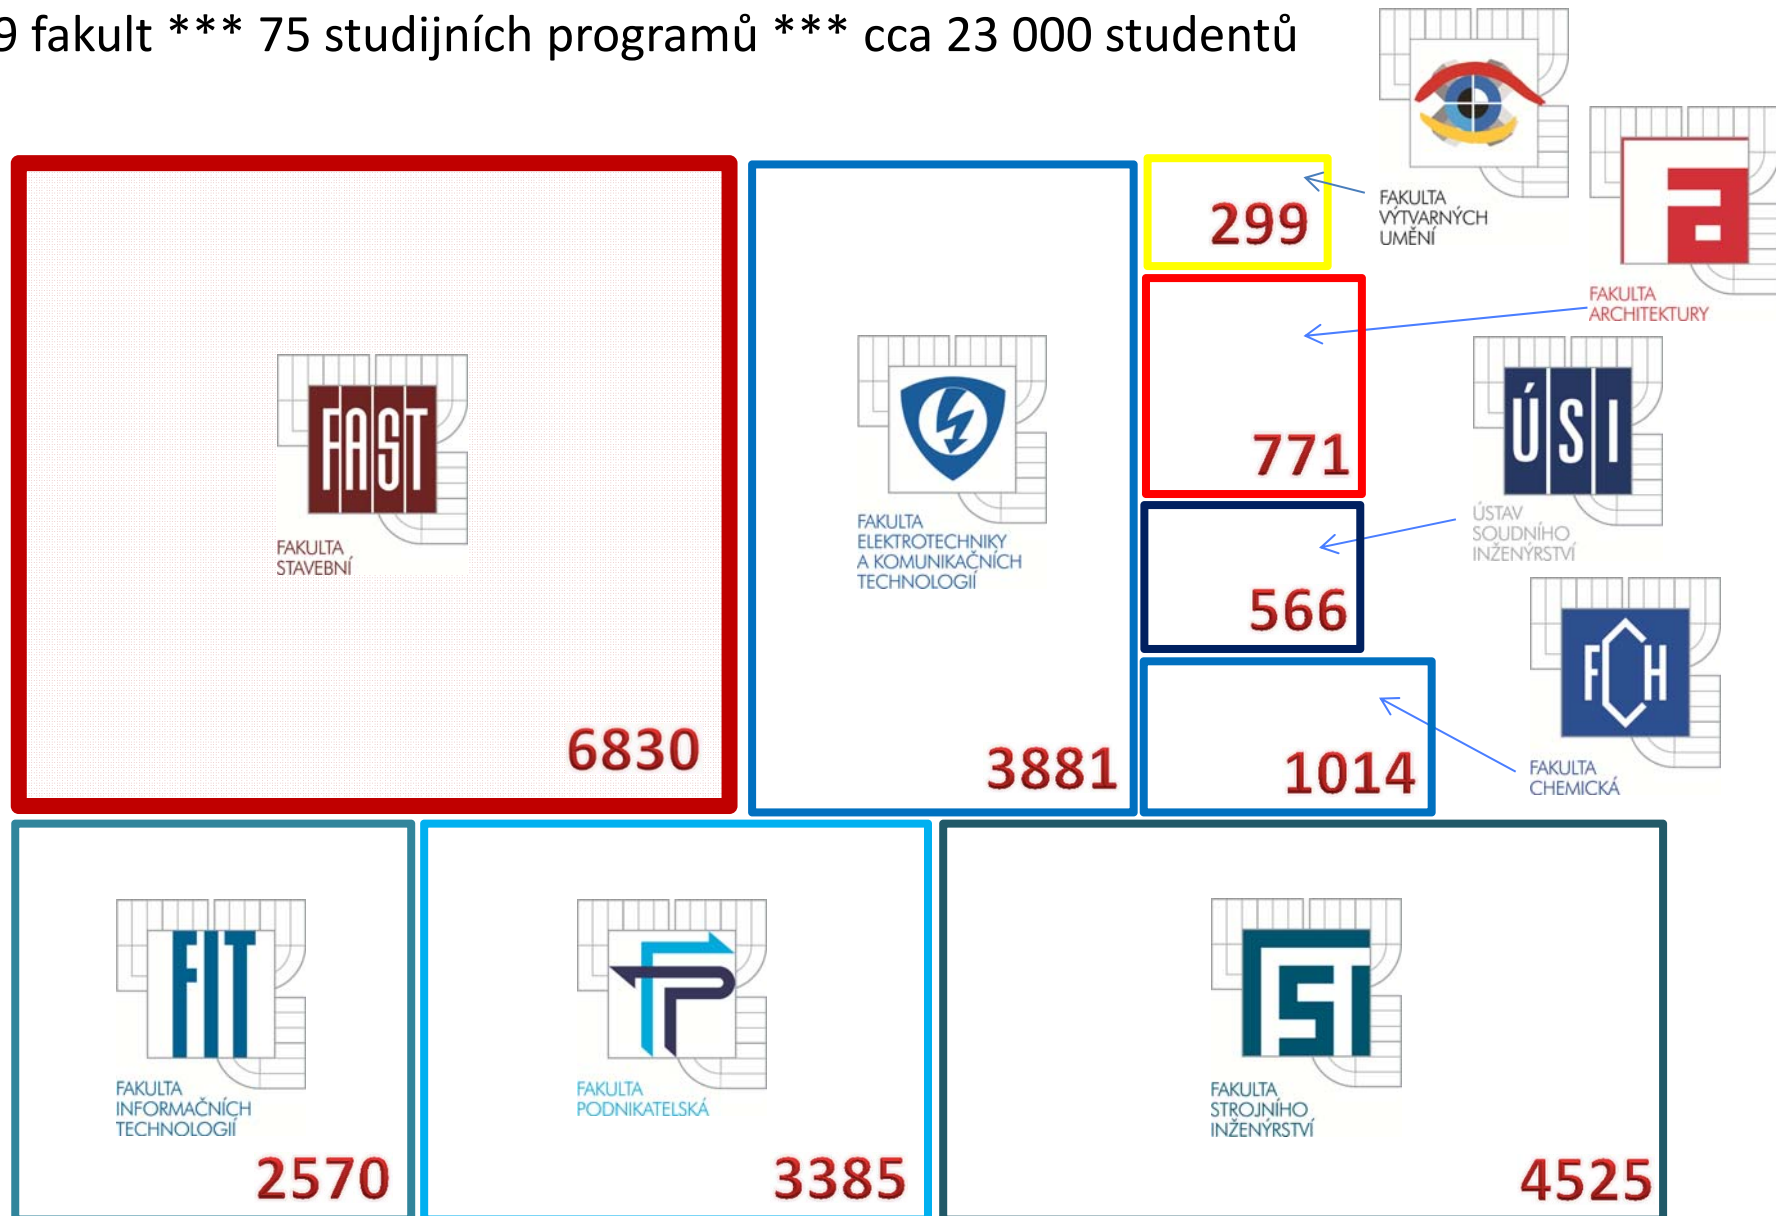 9 fakult *** 75 studijních programů *** cca 23 000 studentů
FAKULTA
VÝTVARNÝCH
UMĚNÍ
299
a
FAKULTA
ARCHITEKTURY
771
FAST
FAKULTA
STAVEBNÍ
6830
FAKULTA
ELEKTROTECHNIKY
A KOMUNIKAČNÍCH
TECHNOLOGIÍ
3881
ÚSI
ÚSTAV
SOUDNÍHO
INŽENÝRSTVÍ
566
FCH
FAKULTA
CHEMICKÁ
1014
FIT
FAKULTA
INFORMAČNÍCH
TECHNOLOGIÍ
2570
FP
FAKULTA
PODNIKATELSKÁ
3385
FSI
FAKULTA
STROJNÍHO
INŽENÝRSTVÍ
4525